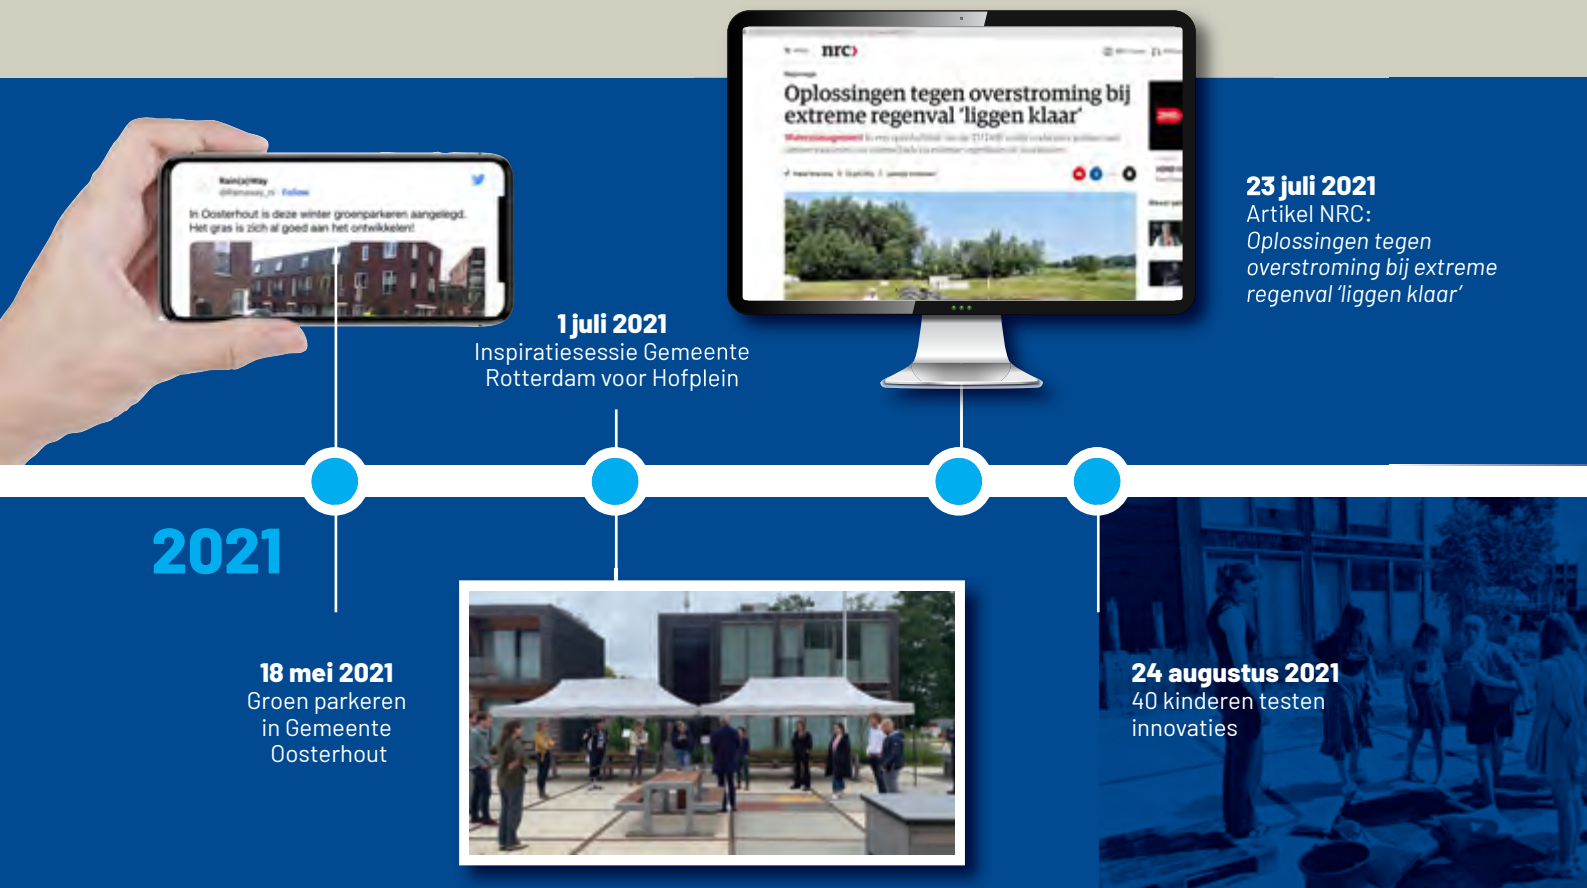 nrc
Oplossingen tegen overstroming bij
extreme regenval ‘liggen klaar’
Rain(a)Way
Follow
In Oosterhout is deze winter groenparkeren aangelegd.
Het gras is zich al goed aan het ontwikkelen!
1 juli 2021
Inspiratiesessie Gemeente
Rotterdam voor Hofplein
23 juli 2021
Artikel NRC:
Oplossingen tegen
overstroming bij extreme
regenval ‘liggen klaar’
2021
18 mei 2021
Groen parkeren
in Gemeente
Oosterhout
24 augustus 2021
40 kinderen testen
innovaties